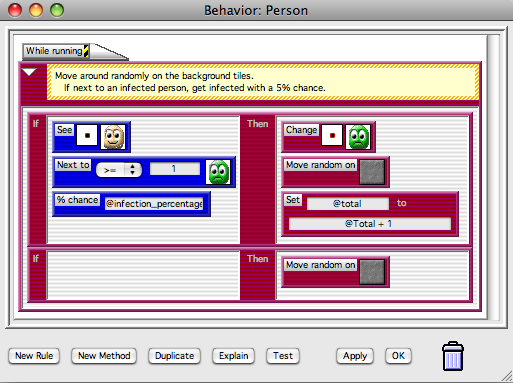 Behavior: Person
While running
Move around randomly on the background tiles.
If next to an infected person, get infected with a 5% chance.
If
See
Next to >= 1
% chance @infection_percentage
Then
Change
Move random on
Set @total to
@Total + 1
If
Then
Move random on
New Rule New Method Duplicate Explain Test Apply OK